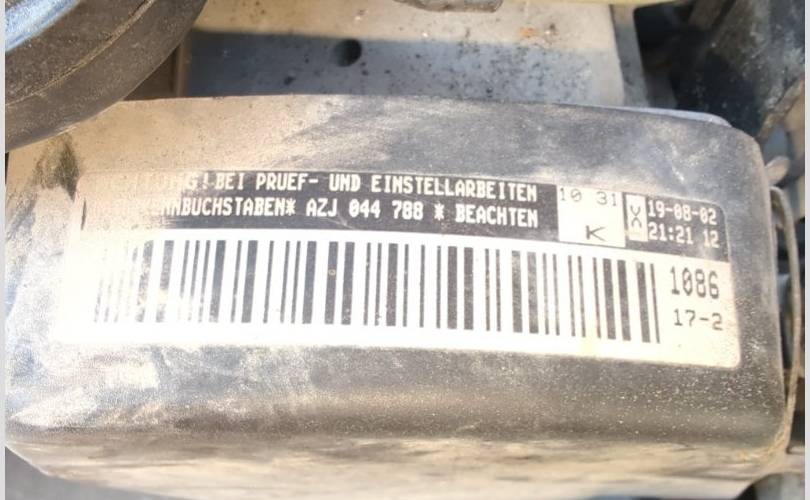 ACHTUNG! BEI PRUEF- UND EINSTELLARBEITEN
KENNBUCHSTABEN* AZJ 044 788 * BEACHTEN
10 31
K
19-08-02
21:21 12
1086
17-2